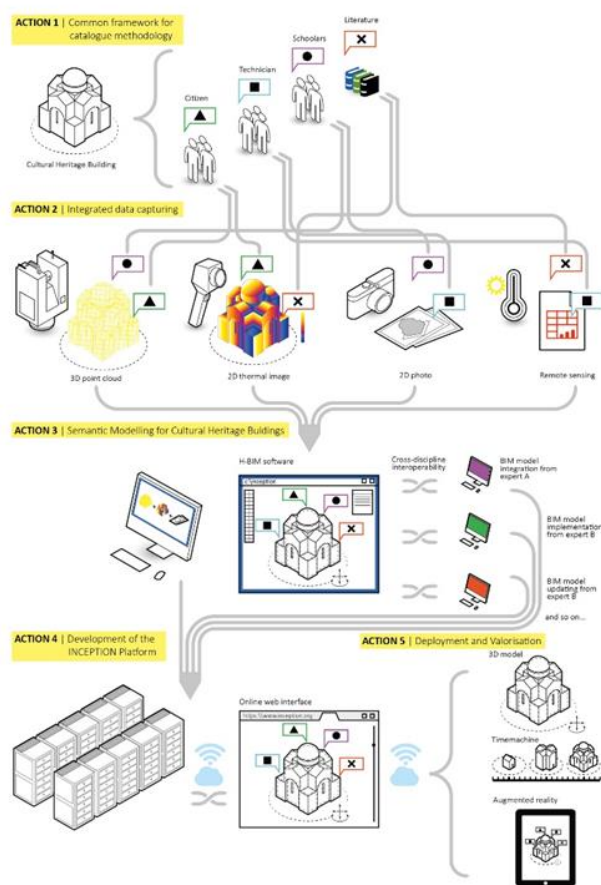 ACTION 1 | Common framework for
catalogue methodology
Literature
Schoolars
Technician
Citizen
Cultural Heritage Building
ACTION 2 | Integrated data capturing
3D point cloud
2D thermal image
2D photo
Remote sensing
ACTION 3 | Semantic Modelling for Cultural Heritage Buidings
H-BIM software
Cross-discipline
interoperability
BIM model
integration from
expert A
BIM model
implementation
from expert B
BIM model
updating from
expert B
and so on...
ACTION 4 | Development of the
INCEPTION Platform
Online web interface
ACTION 5 | Deployment and Valorisation
3D model
Timemachine
Augmented reality